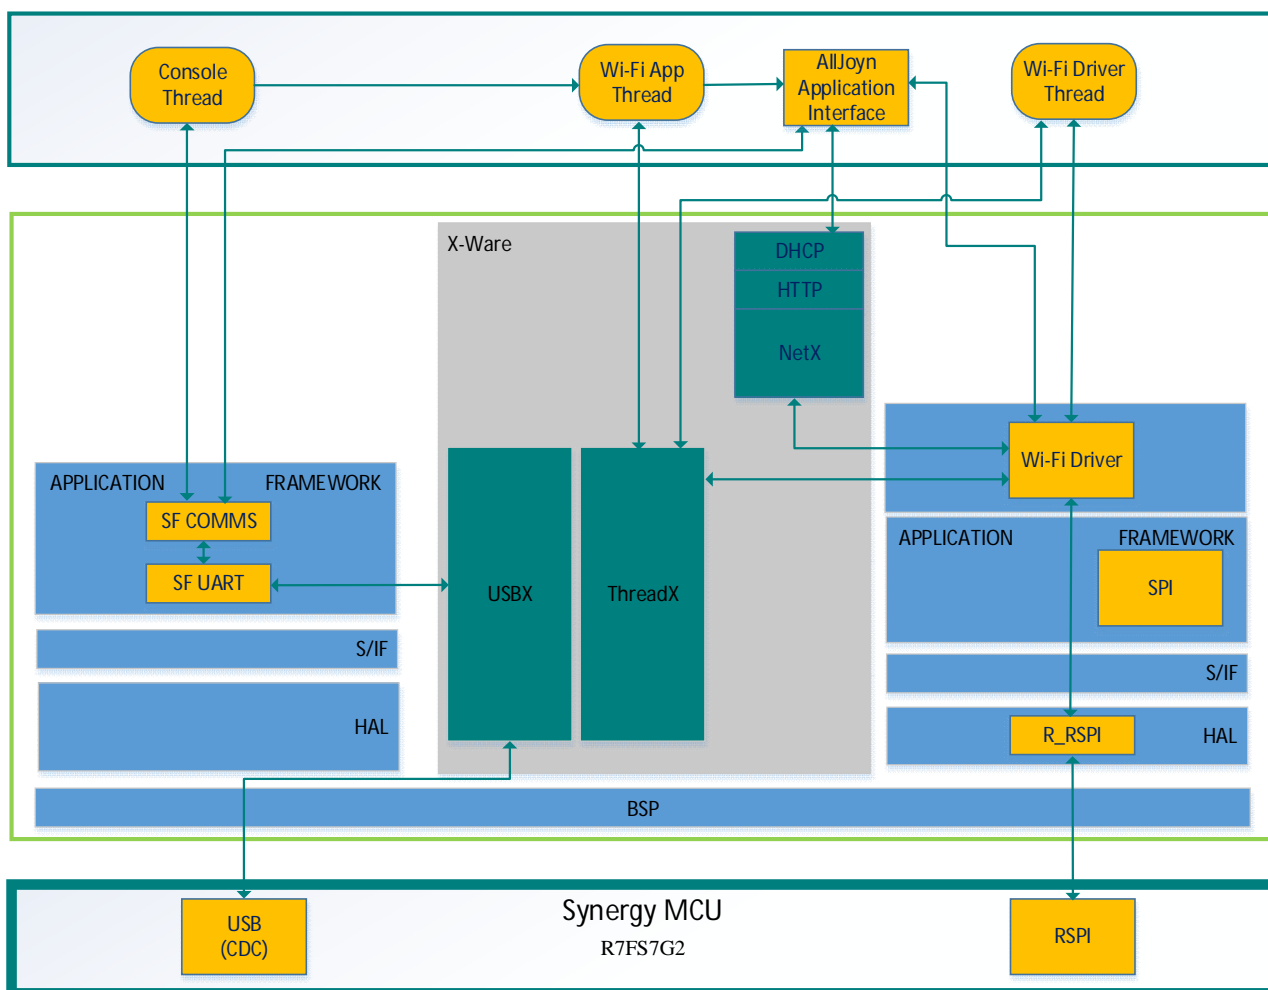 Console
Thread
Wi-Fi App
Thread
AllJoyn
Application
Interface
Wi-Fi Driver
Thread
X-Ware
DHCP
HTTP
NetX
APPLICATION FRAMEWORK
SF COMMS
SF UART
S/IF
HAL
USBX
ThreadX
Wi-Fi Driver
APPLICATION FRAMEWORK
SPI
S/IF
R_RSPI
HAL
BSP
Synergy MCU
R7FS7G2
USB
(CDC)
RSPI